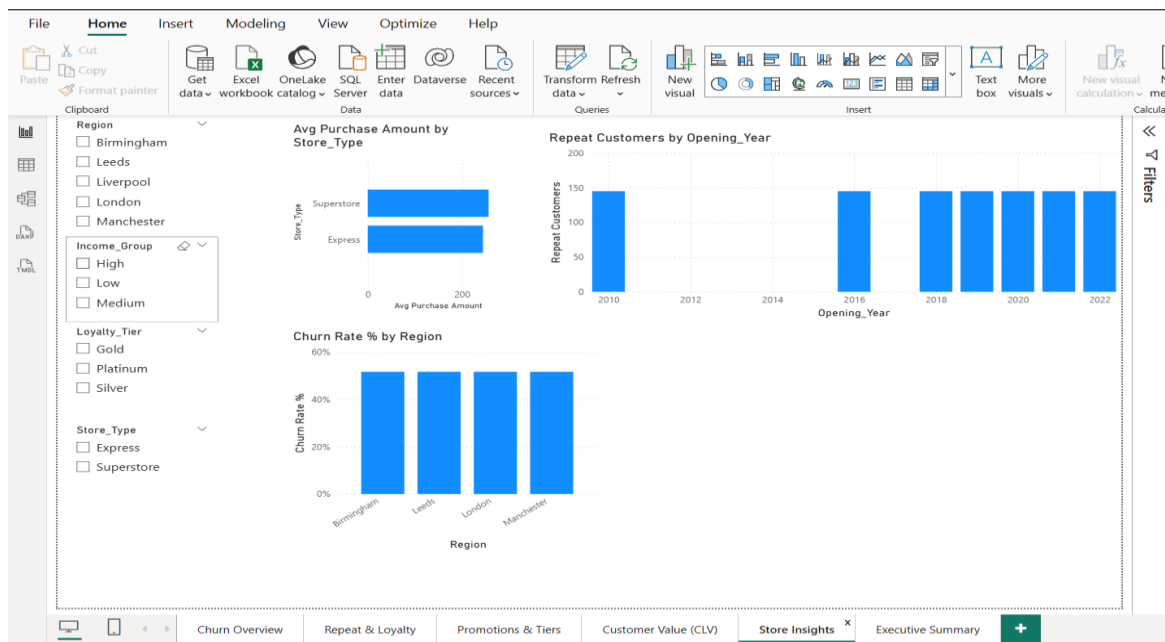 File Home Insert Modeling View Optimize Help
Paste
Cut
Copy
Format painter
Clipboard
Get data
Excel workbook
OneLake catalog
SQL Server
Enter data
Dataverse
Recent sources
Data
Transform data
Refresh
Queries
New visual
Text box
More visuals
Insert
New visual calculation
Calcula
DAX
TMDL
Region
Birmingham
Leeds
Liverpool
London
Manchester
Income_Group
High
Low
Medium
Loyalty_Tier
Gold
Platinum
Silver
Store_Type
Express
Superstore
Avg Purchase Amount by
Store_Type
Store_Type
Superstore
Express
0 200
Avg Purchase Amount
Repeat Customers by Opening_Year
Repeat Customers
200
150
100
50
0
2010 2012 2014 2016 2018 2020 2022
Opening_Year
Churn Rate % by Region
Churn Rate %
60%
40%
20%
0%
Birmingham Leeds London Manchester
Region
Filters
Churn Overview Repeat & Loyalty Promotions & Tiers Customer Value (CLV) Store Insights x Executive Summary +